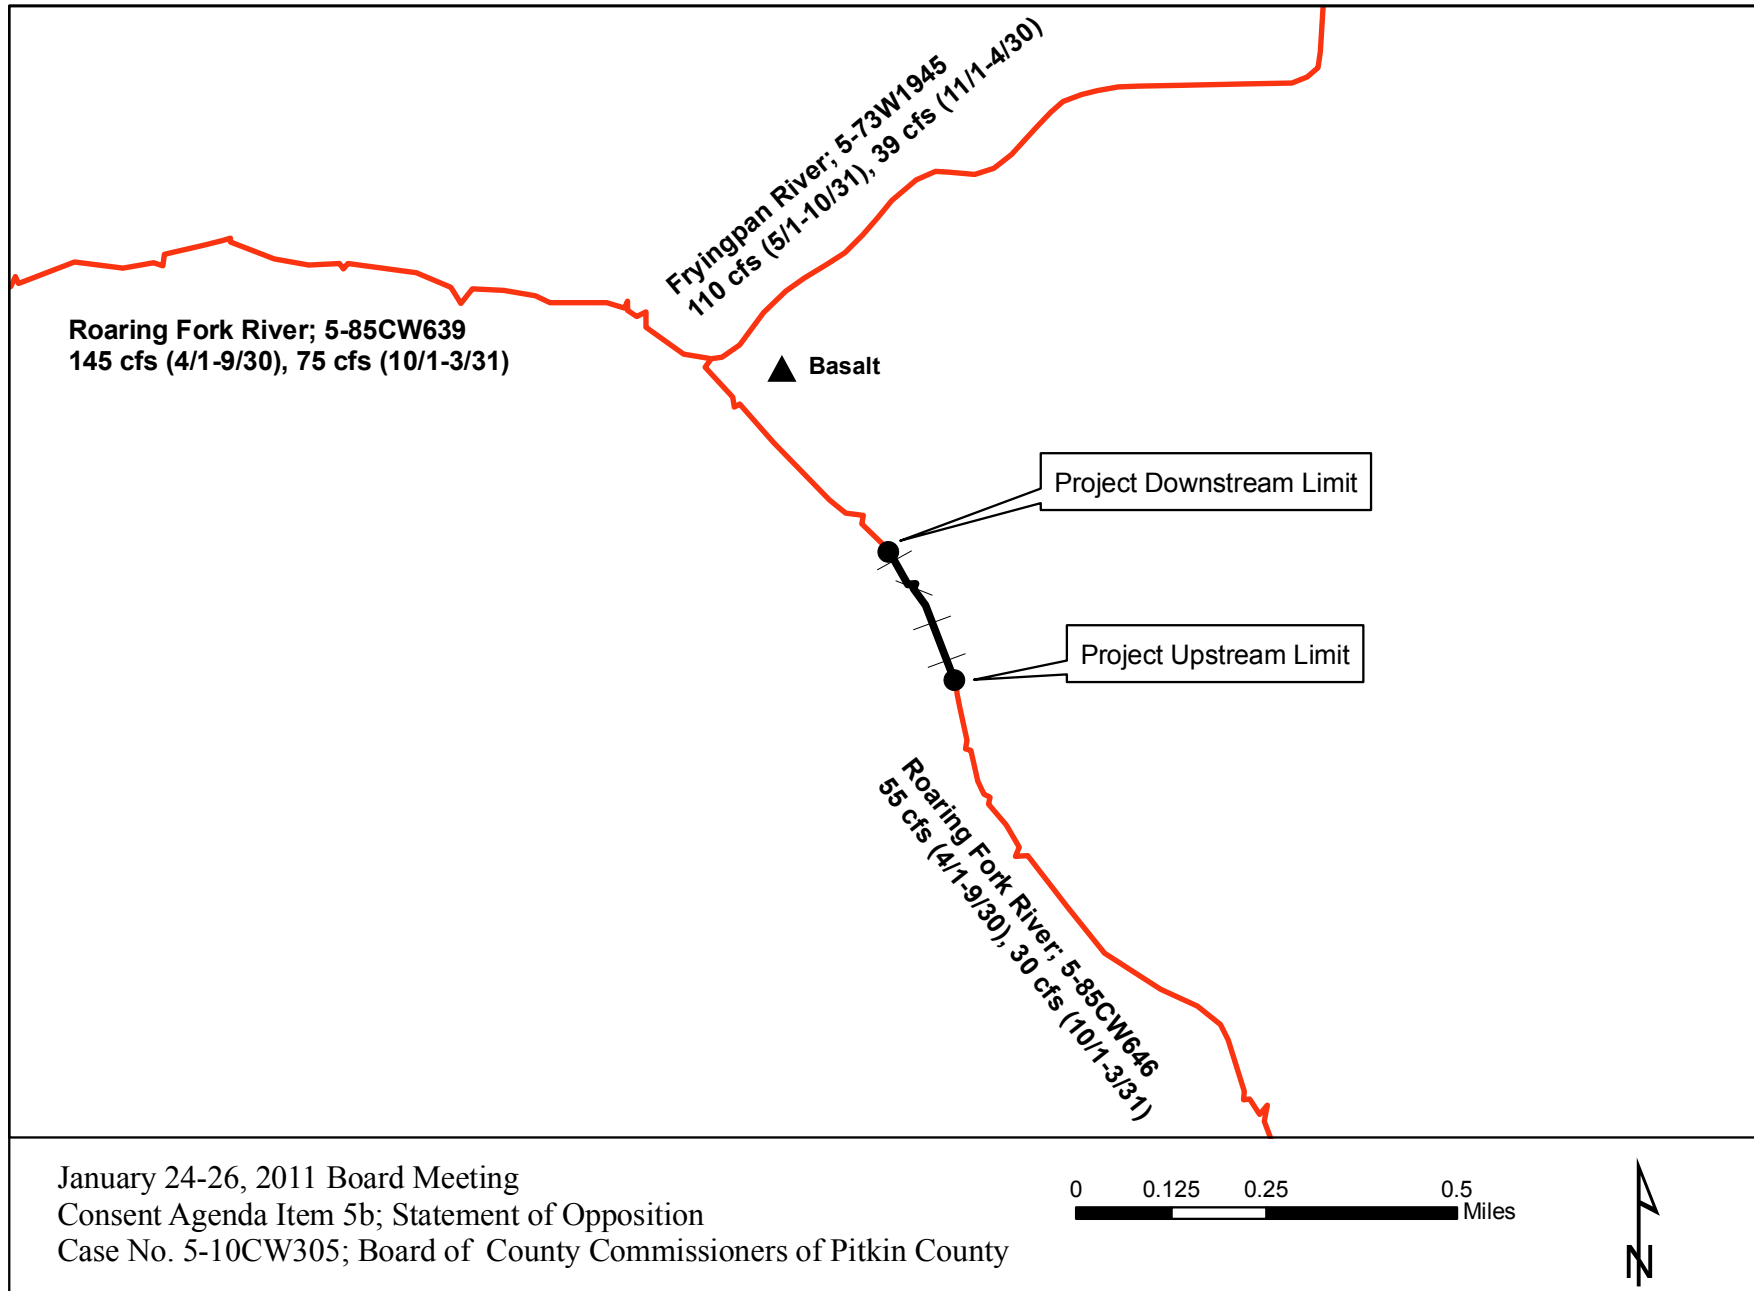 Fryingpan River; 5-73W1945
110 cfs (5/1-10/31), 39 cfs (11/1-4/30)
Roaring Fork River; 5-85CW639
145 cfs (4/1-9/30), 75 cfs (10/1-3/31)
Basalt
Project Downstream Limit
Project Upstream Limit
Roaring Fork River; 5-85CW646
55 cfs (4/1-9/30), 30 cfs (10/1-3/31)
January 24-26, 2011 Board Meeting
Consent Agenda Item 5b; Statement of Opposition
Case No. 5-10CW305; Board of County Commissioners of Pitkin County
0 0.125 0.25 0.5
Miles
N